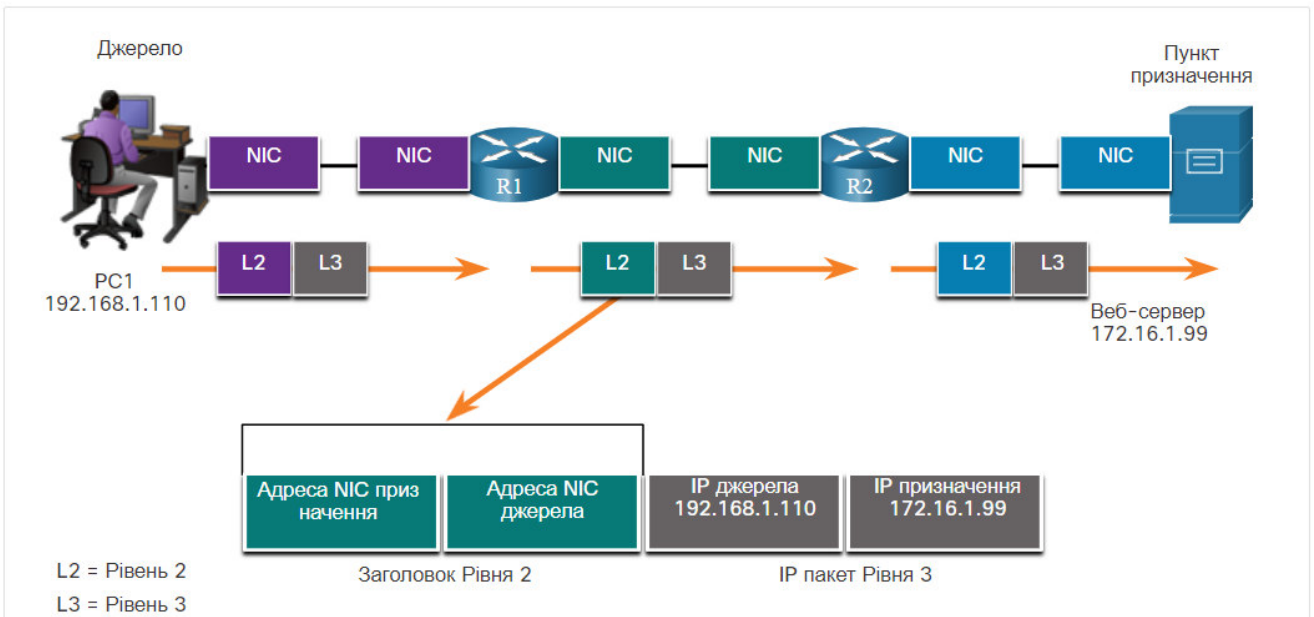 Джерело
Пункт
призначення
NIC
NIC
R1
NIC
NIC
R2
NIC
NIC
L2
L3
L2
L3
L2
L3
PC1
192.168.1.110
Веб-сервер
172.16.1.99
Адреса NIC приз
начення
Адреса NIC
джерела
IP джерела
192.168.1.110
IP призначення
172.16.1.99
L2 = Рівень 2
Заголовок Рівня 2
IP пакет Рівня 3
L3 = Рівень 3